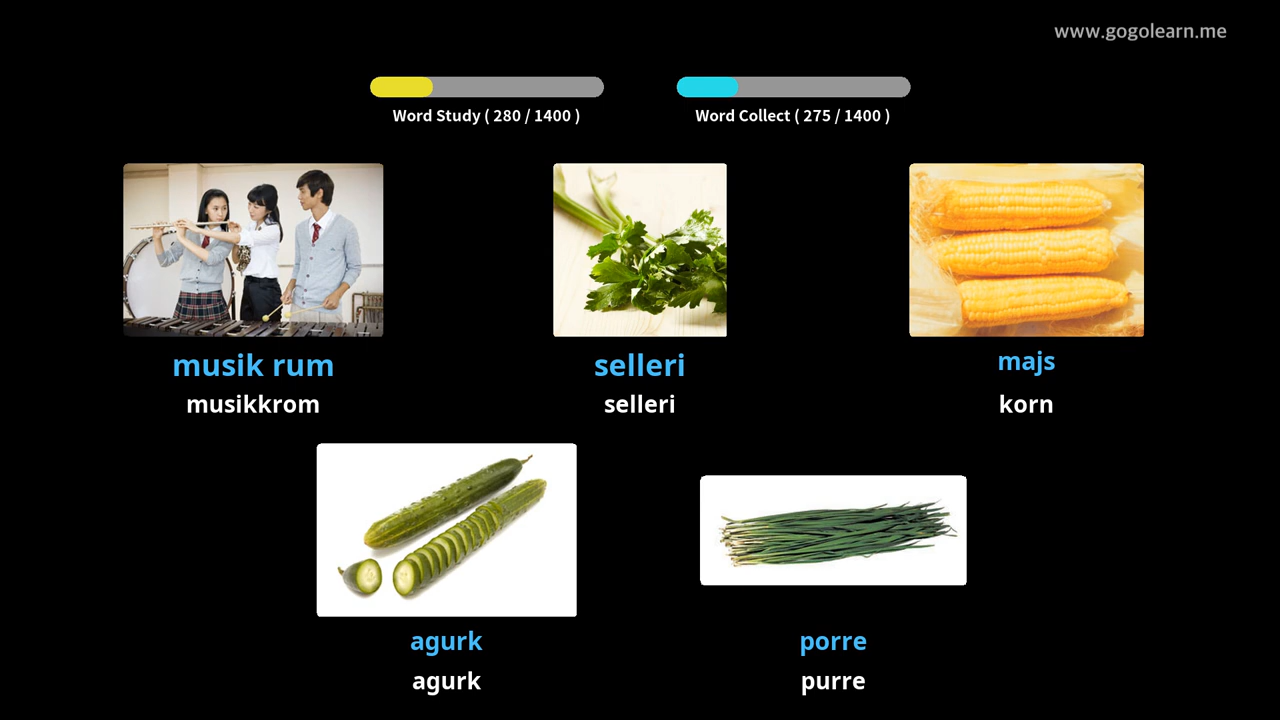 www.gogolearn.me
Word Study ( 280 / 1400 )
Word Collect ( 275 / 1400 )
musik rum
musikkrom
selleri
selleri
majs
korn
agurk
agurk
porre
purre